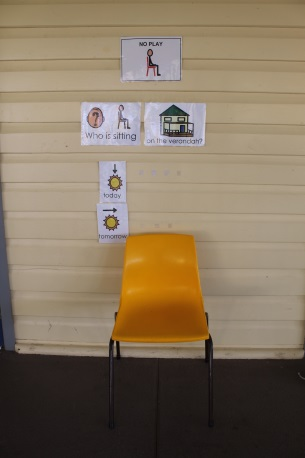 NO PLAY
?
Who is sitting
on the verandah?
today
tomorrow